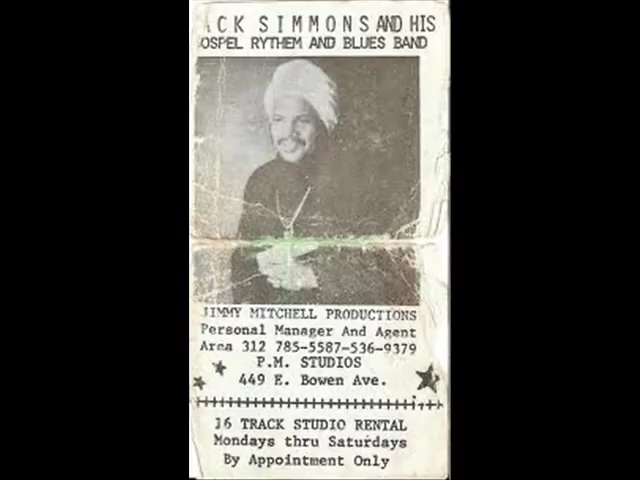 ACK SIMMONS AND HIS
OSPEL RYTHEM AND BLUES BAND
JIMMY MITCHELL PRODUCTIONS
Personal Manager And Agent
Area 312 785-5587-536-9379
P.M. STUDIOS
449 E. Bowen Ave.
16 TRACK STUDIO RENTAL
Mondays thru Saturdays
By Appointment Only